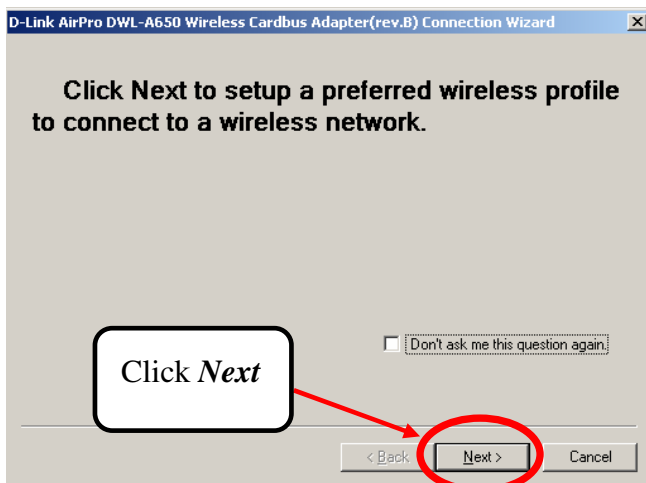 D-Link AirPro DWL-A650 Wireless Cardbus Adapter(rev.B) Connection Wizard
Click Next to setup a preferred wireless profile
to connect to a wireless network.
Don't ask me this question again.
Click Next
< Back
Next >
Cancel